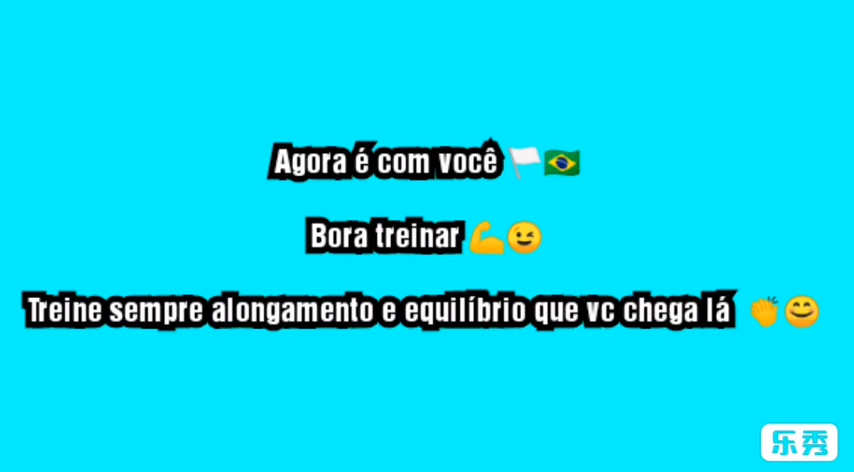 Agora é com você 🏳️🇧🇷
Bora treinar 💪😉
Treine sempre alongamento e equilíbrio que vc chega lá 👏😊
乐秀